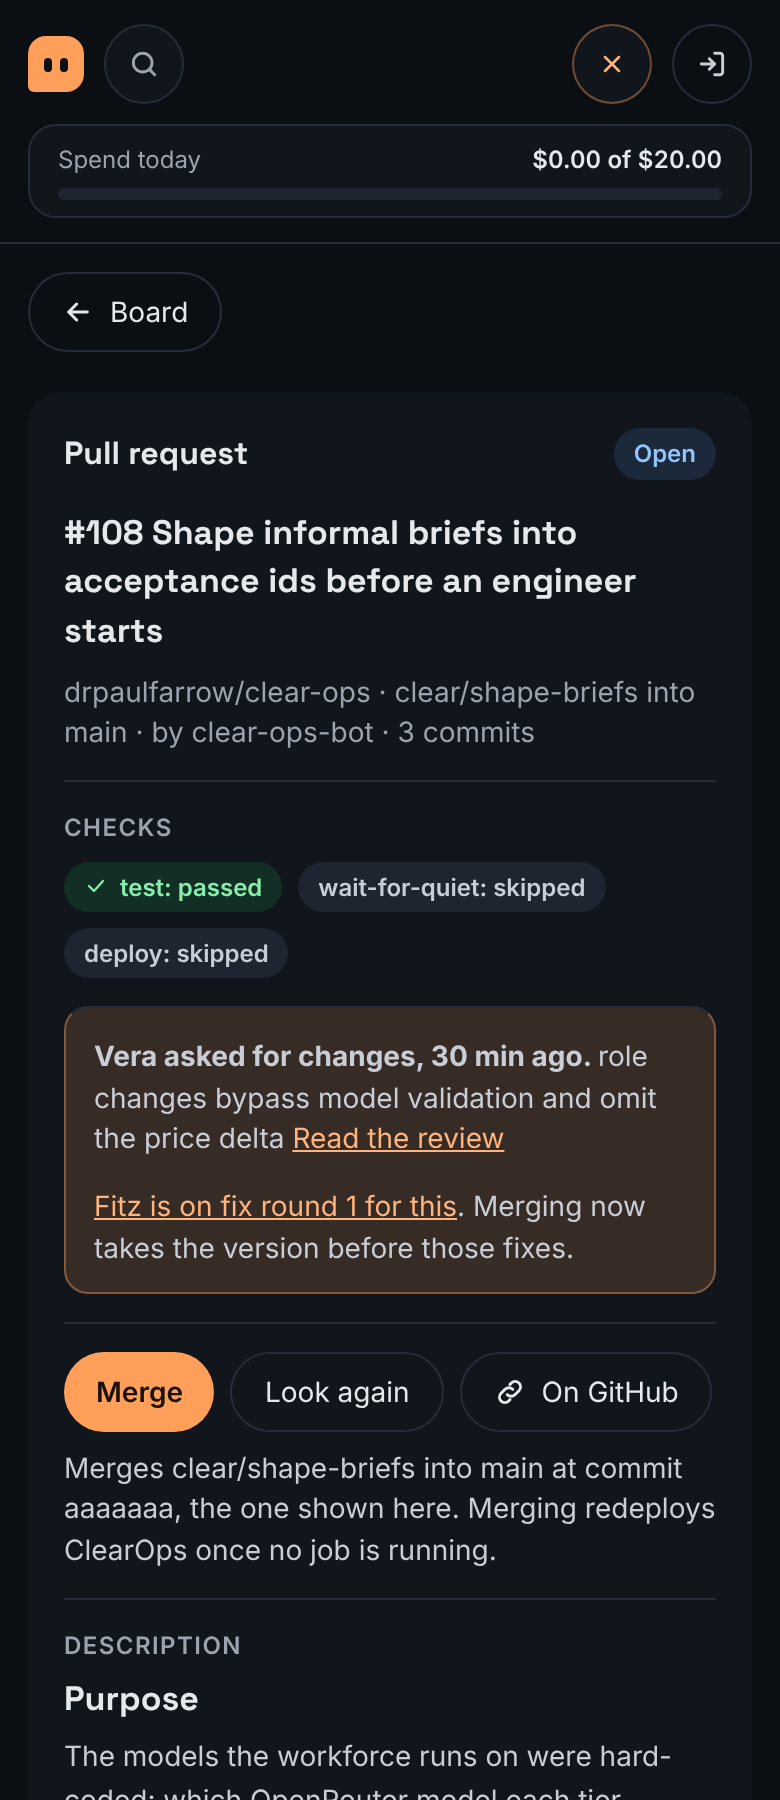 Spend today $0.00 of $20.00
Board
Pull request Open
#108 Shape informal briefs into
acceptance ids before an engineer
starts
drpaulfarrow/clear-ops · clear/shape-briefs into
main · by clear-ops-bot · 3 commits
CHECKS
test: passed wait-for-quiet: skipped
deploy: skipped
Vera asked for changes, 30 min ago. role
changes bypass model validation and omit
the price delta Read the review
Fitz is on fix round 1 for this. Merging now
takes the version before those fixes.
Merge Look again On GitHub
Merges clear/shape-briefs into main at commit
aaaaaaa, the one shown here. Merging redeploys
ClearOps once no job is running.
DESCRIPTION
Purpose
The models the workforce runs on were hard-
coded: which OpenRouter model each tier